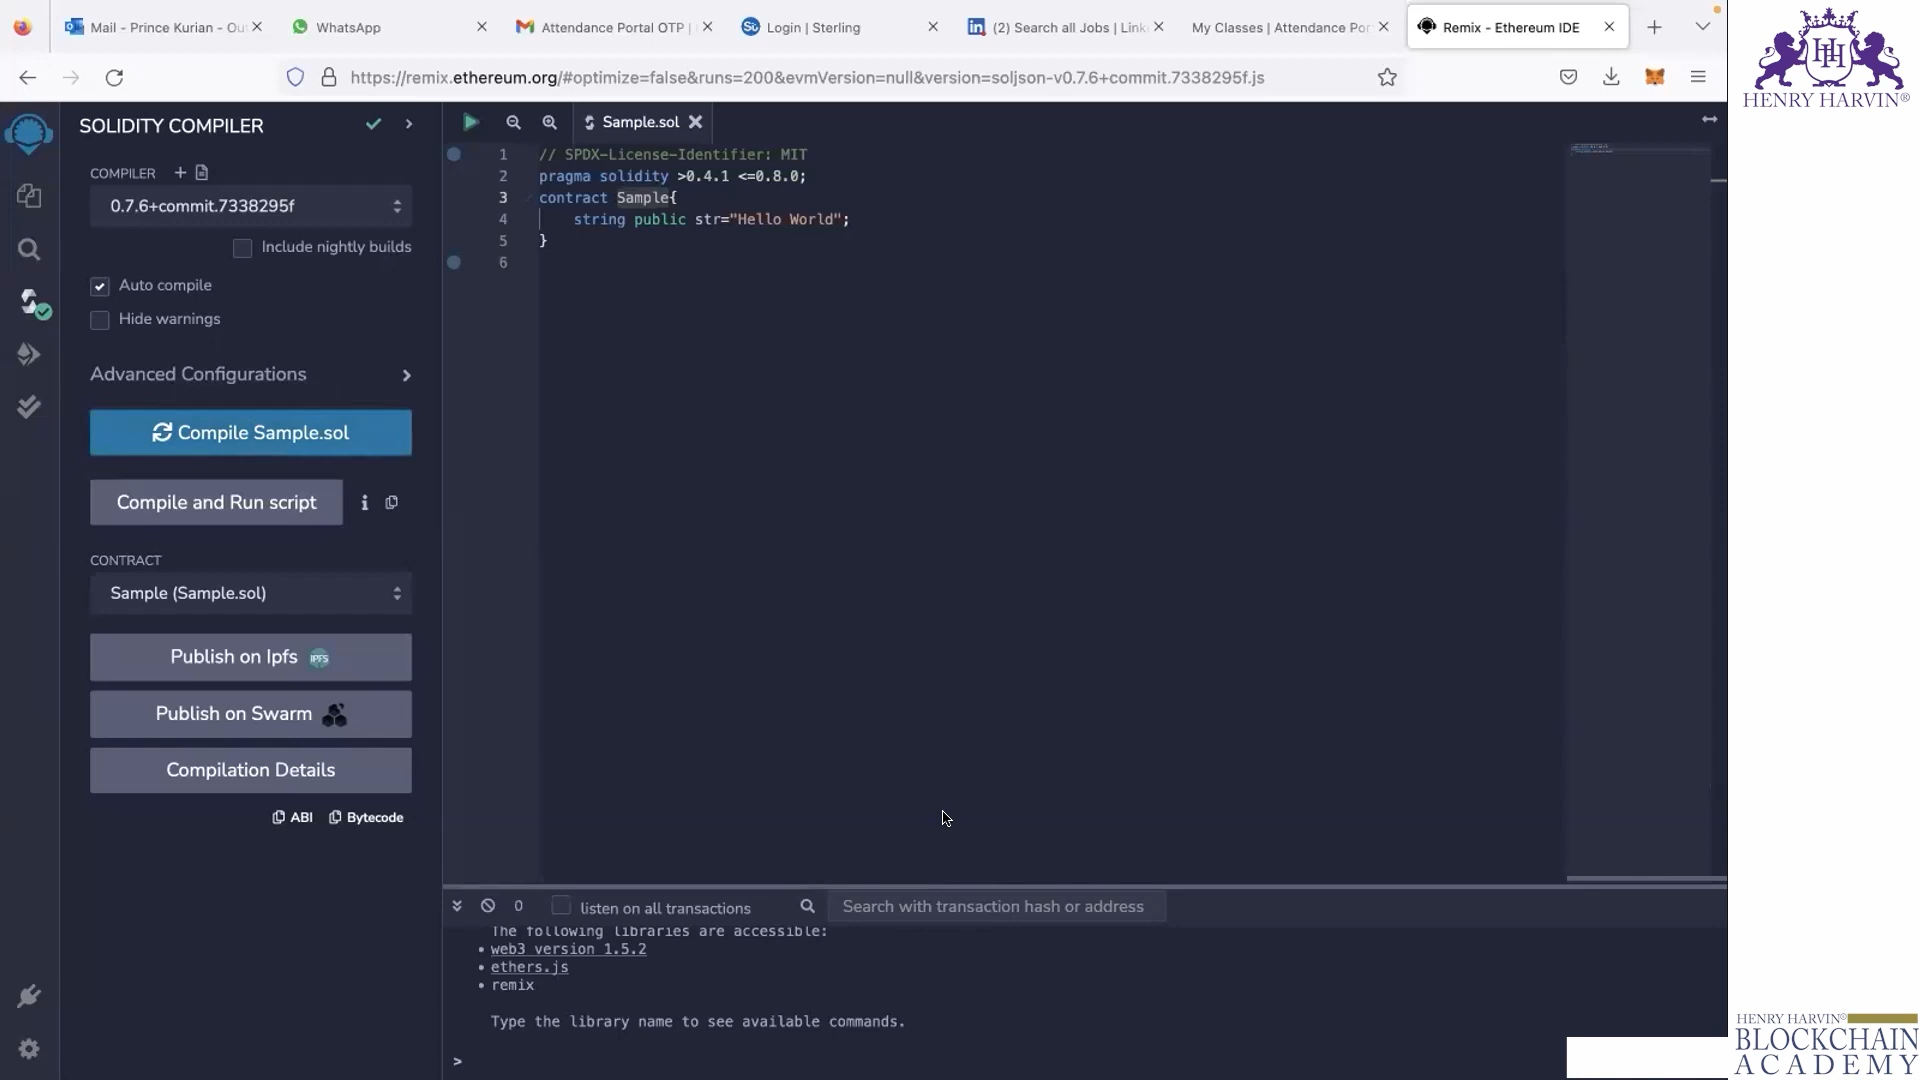 Mail - Prince Kurian - Ou
WhatsApp
Attendance Portal OTP |
Login | Sterling
(2) Search all Jobs | Link
My Classes | Attendance Por
Remix - Ethereum IDE
https://remix.ethereum.org/#optimize=false&runs=200&evmVersion=null&version=soljson-v0.7.6+commit.7338295f.js
HENRY HARVIN®
SOLIDITY COMPILER
COMPILER
0.7.6+commit.7338295f
Include nightly builds
Auto compile
Hide warnings
Advanced Configurations
Compile Sample.sol
Compile and Run script
CONTRACT
Sample (Sample.sol)
Publish on Ipfs IPFS
Publish on Swarm
Compilation Details
ABI Bytecode
Sample.sol
1 // SPDX-License-Identifier: MIT
2 pragma solidity >0.4.1 <=0.8.0;
3 contract Sample{
4 string public str="Hello World";
5 }
6
0 listen on all transactions Search with transaction hash or address
The following libraries are accessible:
• web3 version 1.5.2
• ethers.js
• remix
Type the library name to see available commands.
>
HENRY HARVIN®
BLOCKCHAIN
ACADEMY